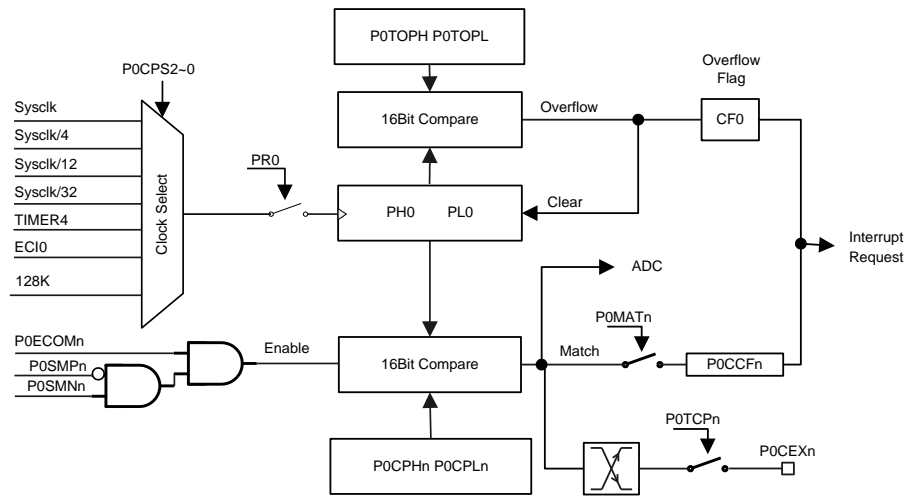 P0TOPH P0TOPL
Overflow
Flag
P0CPS2~0
Sysclk
16Bit Compare
Overflow
CF0
Sysclk/4
Sysclk/12
PR0
Sysclk/32
Clock Select
PH0 PL0
Clear
TIMER4
ECI0
Interrupt
Request
128K
ADC
P0MATn
P0ECOMn
Enable
16Bit Compare
Match
P0CCFn
P0SMPn
P0SMNn
P0TCPn
P0CEXn
P0CPHn P0CPLn